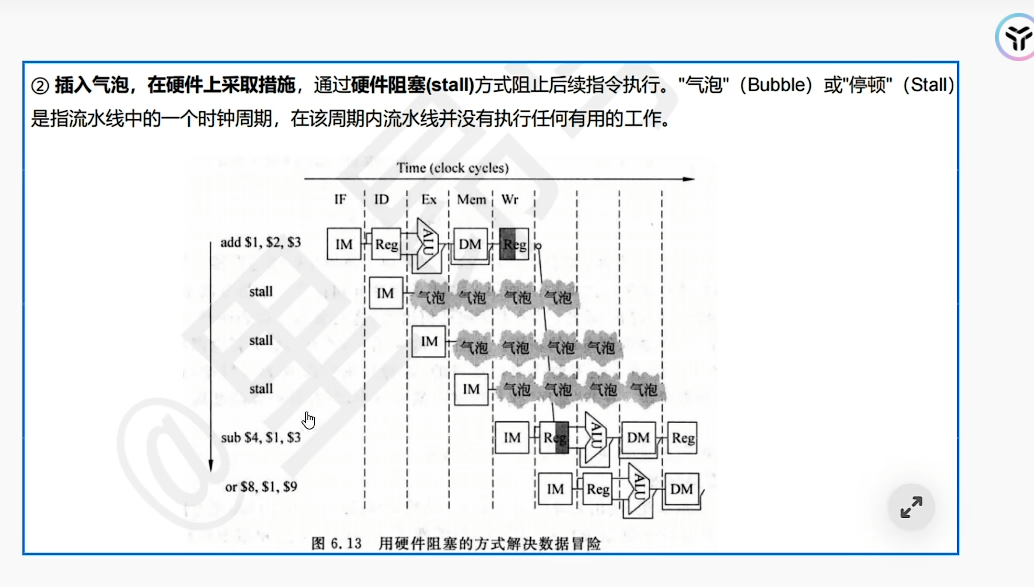 ② 插入气泡，在硬件上采取措施，通过硬件阻塞(stall)方式阻止后续指令执行。"气泡"（Bubble）或"停顿"（Stall）
是指流水线中的一个时钟周期，在该周期内流水线并没有执行任何有用的工作。
Time (clock cycles)
IF ID Ex Mem Wr
add $1, $2, $3 IM Reg ALU DM Reg
stall IM 气泡 气泡 气泡 气泡
stall IM 气泡 气泡 气泡 气泡
stall IM 气泡 气泡 气泡 气泡
sub $4, $1, $3 IM Reg ALU DM Reg
or $8, $1, $9 IM Reg ALU DM
图 6.13 用硬件阻塞的方式解决数据冒险